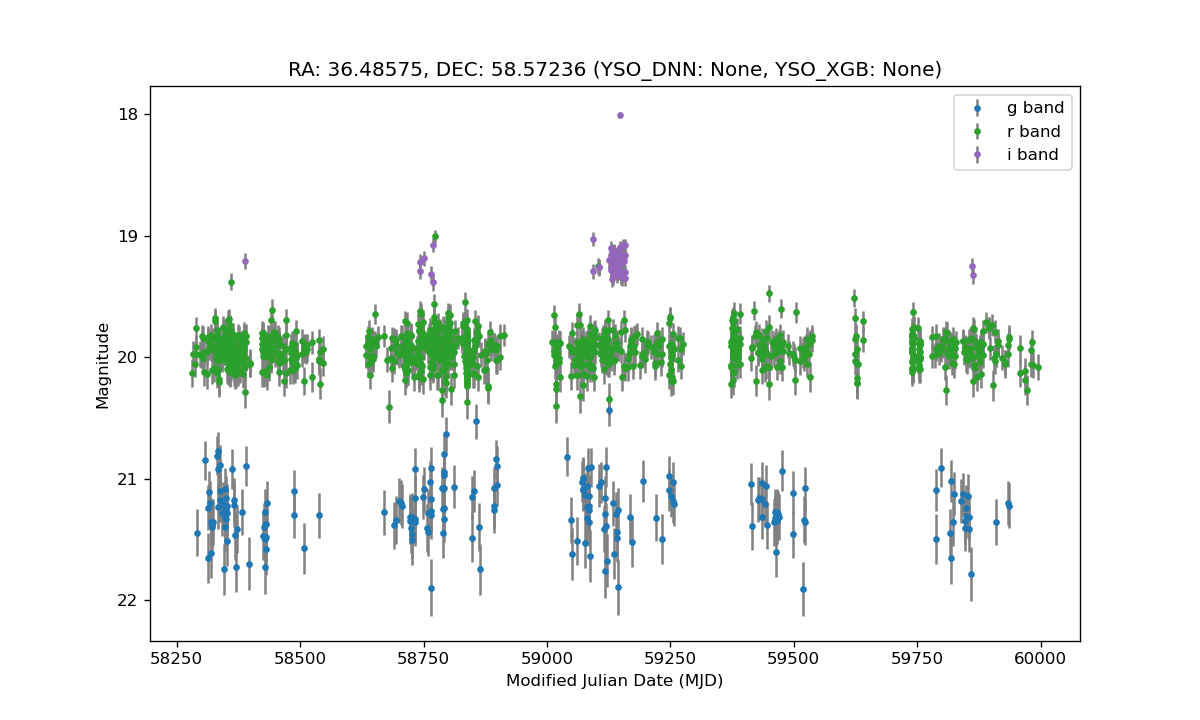 RA: 36.48575, DEC: 58.57236 (YSO_DNN: None, YSO_XGB: None)
g band
r band
i band
18
19
20
21
22
Magnitude
58250 58500 58750 59000 59250 59500 59750 60000
Modified Julian Date (MJD)